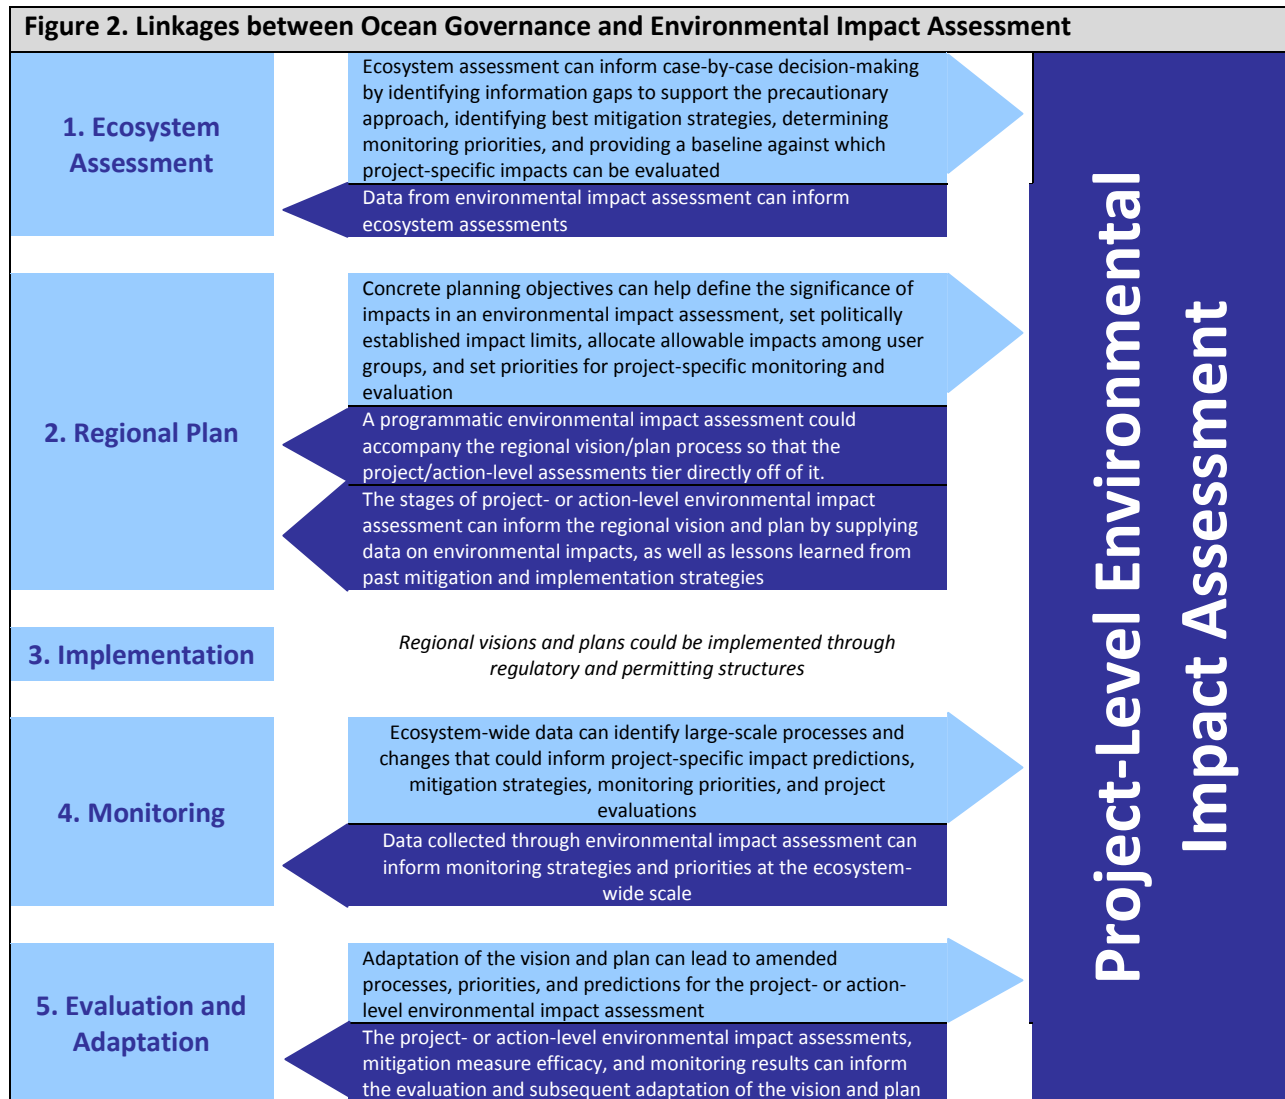 Figure 2. Linkages between Ocean Governance and Environmental Impact Assessment
1. Ecosystem
Assessment
Ecosystem assessment can inform case-by-case decision-making
by identifying information gaps to support the precautionary
approach, identifying best mitigation strategies, determining
monitoring priorities, and providing a baseline against which
project-specific impacts can be evaluated
Data from environmental impact assessment can inform
ecosystem assessments
2. Regional Plan
Concrete planning objectives can help define the significance of
impacts in an environmental impact assessment, set politically
established impact limits, allocate allowable impacts among user
groups, and set priorities for project-specific monitoring and
evaluation
A programmatic environmental impact assessment could
accompany the regional vision/plan process so that the
project/action-level assessments tier directly off of it.
The stages of project- or action-level environmental impact
assessment can inform the regional vision and plan by supplying
data on environmental impacts, as well as lessons learned from
past mitigation and implementation strategies
3. Implementation
Regional visions and plans could be implemented through
regulatory and permitting structures
4. Monitoring
Ecosystem-wide data can identify large-scale processes and
changes that could inform project-specific impact predictions,
mitigation strategies, monitoring priorities, and project
evaluations
Data collected through environmental impact assessment can
inform monitoring strategies and priorities at the ecosystem-
wide scale
5. Evaluation and
Adaptation
Adaptation of the vision and plan can lead to amended
processes, priorities, and predictions for the project- or action-
level environmental impact assessment
The project- or action-level environmental impact assessments,
mitigation measure efficacy, and monitoring results can inform
the evaluation and subsequent adaptation of the vision and plan
Project-Level Environmental
Impact Assessment